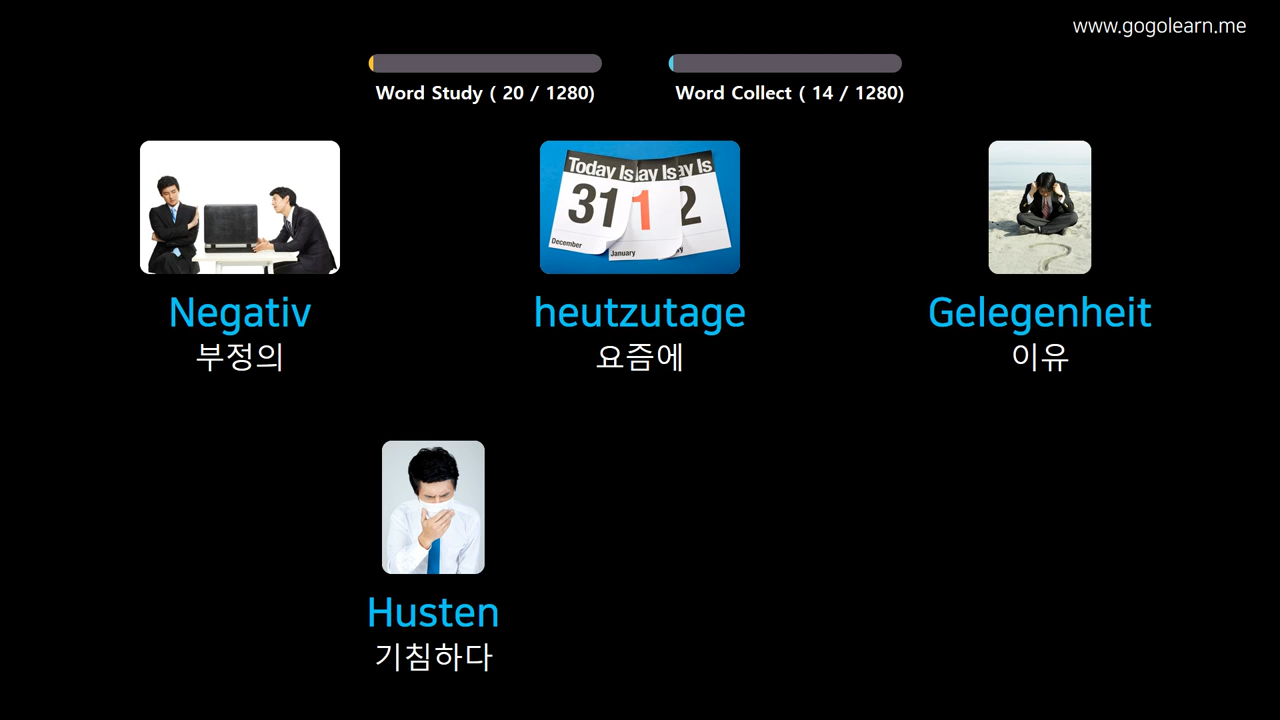 www.gogolearn.me
Word Study ( 20 / 1280)
Word Collect ( 14 / 1280)
Today Is
ay Is
ay Is
31
1
2
December
January
Negativ
부정의
heutzutage
요즘에
Gelegenheit
이유
Husten
기침하다